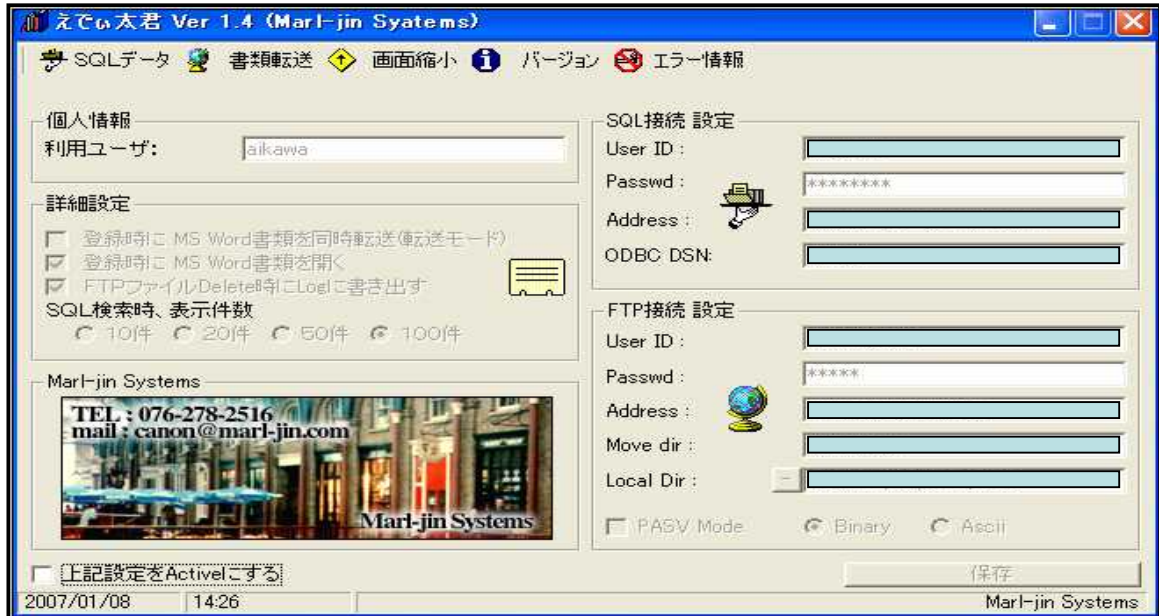 えでぃ太君 Ver 1.4 (Marl-jin Syatems)
SQLデータ 書類転送 画面縮小 バージョン エラー情報
個人情報
利用ユーザ: aikawa
詳細設定
登録時に MS Word書類を同時転送(転送モード)
登録時に MS Word書類を開く
FTPファイルDelete時にLogに書き出す
SQL検索時、表示件数
10件 20件 50件 100件
Marl-jin Systems
TEL : 076-278-2516
mail : canon@marl-jin.com
Marl-jin Systems
SQL接続 設定
User ID :
Passwd : ********
Address :
ODBC DSN:
FTP接続 設定
User ID :
Passwd : *****
Address :
Move dir :
Local Dir :
PASV Mode Binary Ascii
上記設定をActiveにする
保存
2007/01/08 14:26 Marl-jin Systems